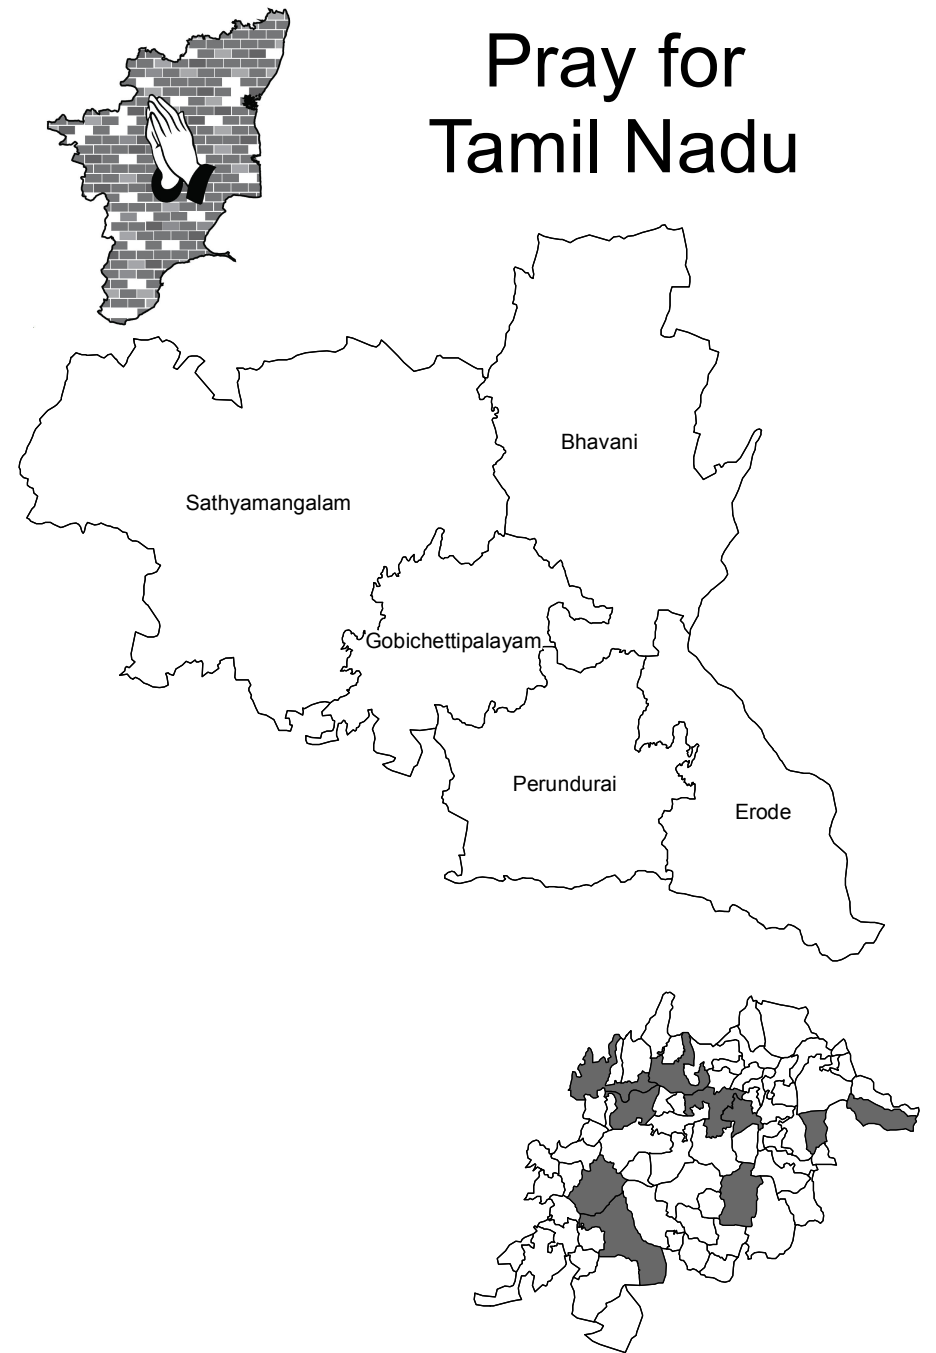 Pray for
Tamil Nadu
Bhavani
Sathyamangalam
Gobichettipalayam
Perundurai
Erode